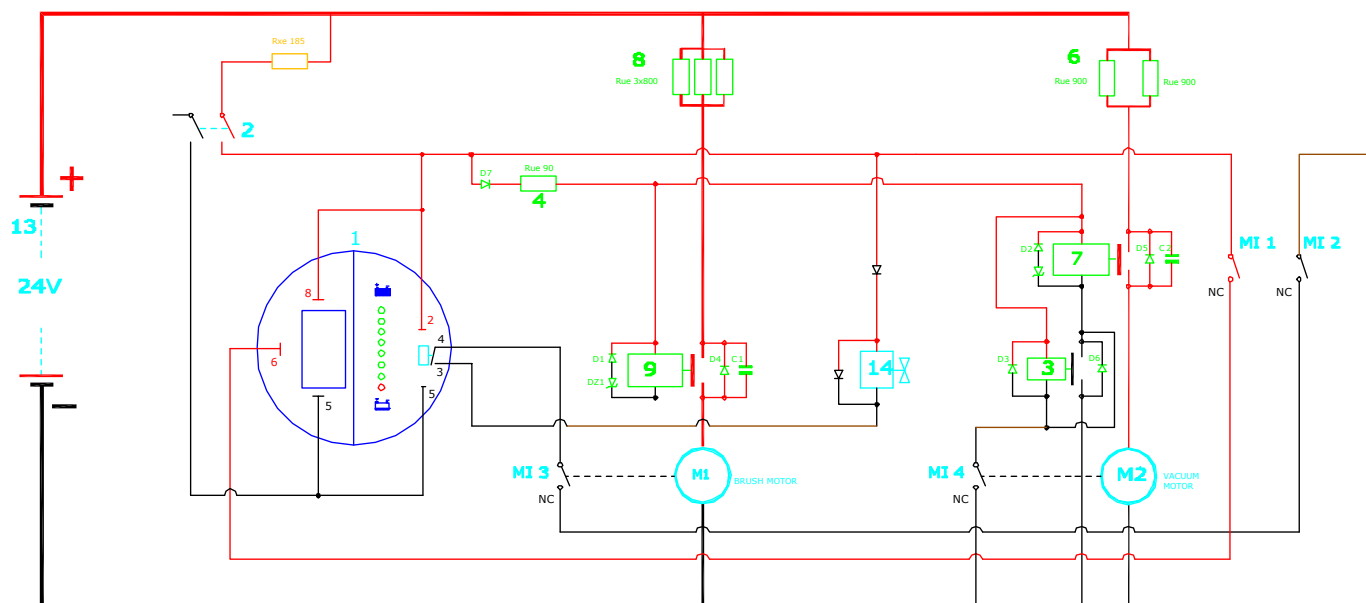 Rxe 185
8
Rue 3x800
6
Rue 900
Rue 900
2
+
D7
Rue 90
4
13
24V
−
1
8
2
4
3
6
5
5
D1
DZ1
9
D4
C1
14
D2
7
D5
C2
D3
3
D6
MI 1
NC
MI 2
NC
MI 3
NC
M1
BRUSH MOTOR
MI 4
NC
M2
VACUUM
MOTOR